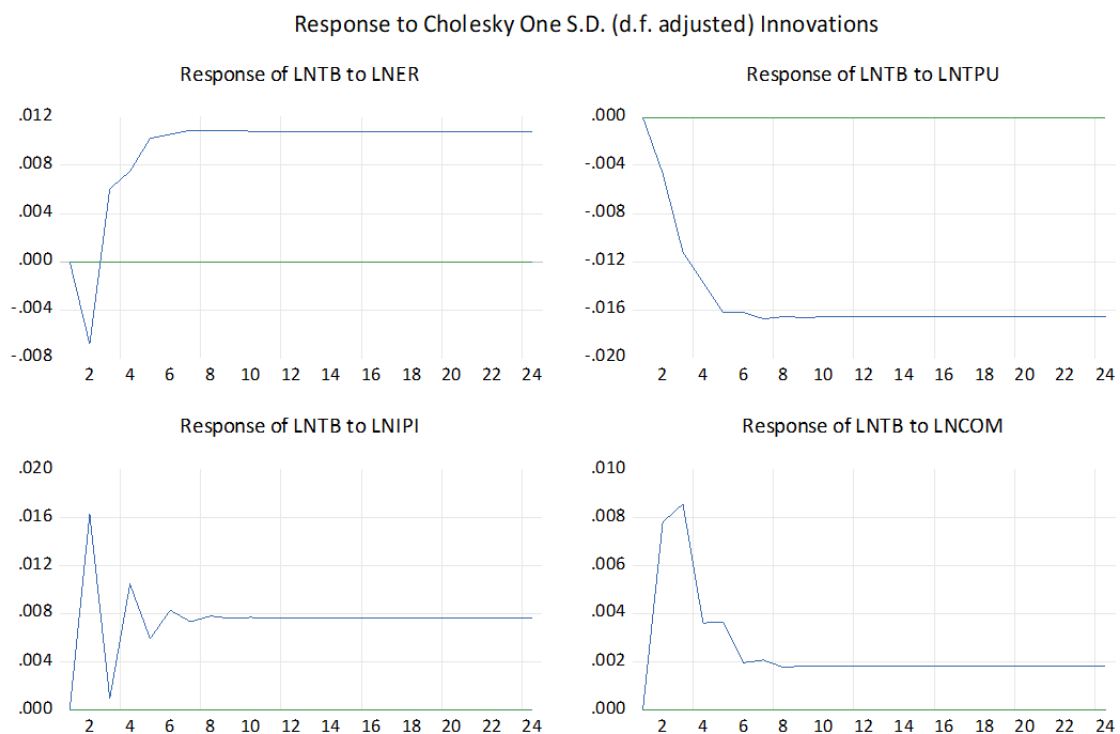 Response to Cholesky One S.D. (d.f. adjusted) Innovations
Response of LNTB to LNER
.012
.008
.004
.000
-.004
-.008
2 4 6 8 10 12 14 16 18 20 22 24
Response of LNTB to LNTPU
.000
-.004
-.008
-.012
-.016
-.020
2 4 6 8 10 12 14 16 18 20 22 24
Response of LNTB to LNIPI
.020
.016
.012
.008
.004
.000
2 4 6 8 10 12 14 16 18 20 22 24
Response of LNTB to LNCOM
.010
.008
.006
.004
.002
.000
2 4 6 8 10 12 14 16 18 20 22 24